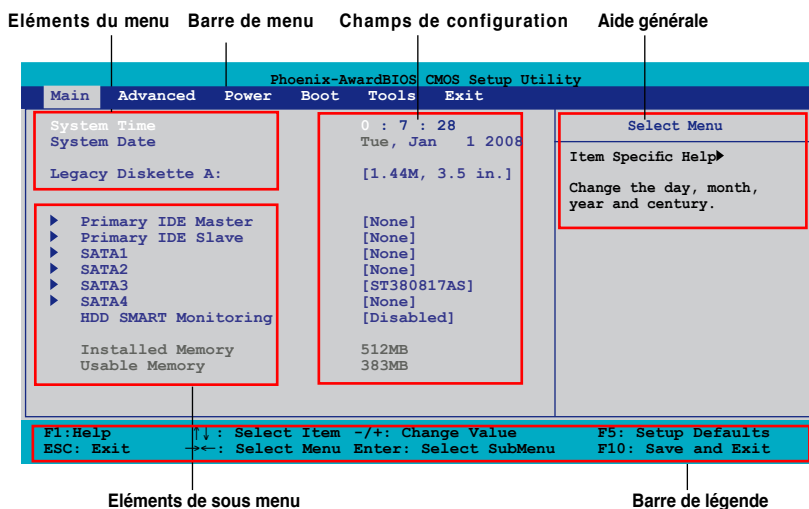 Eléments du menu Barre de menu Champs de configuration Aide générale
Phoenix-AwardBIOS CMOS Setup Utility
Main Advanced Power Boot Tools Exit
System Time 0 : 7 : 28
System Date Tue, Jan 1 2008
Legacy Diskette A: [1.44M, 3.5 in.]
Primary IDE Master [None]
Primary IDE Slave [None]
SATA1 [None]
SATA2 [None]
SATA3 [ST380817AS]
SATA4 [None]
HDD SMART Monitoring [Disabled]
Installed Memory 512MB
Usable Memory 383MB
Select Menu
Item Specific Help
Change the day, month,
year and century.
F1:Help ↑↓: Select Item -/+: Change Value F5: Setup Defaults
ESC: Exit →←: Select Menu Enter: Select SubMenu F10: Save and Exit
Eléments de sous menu Barre de légende